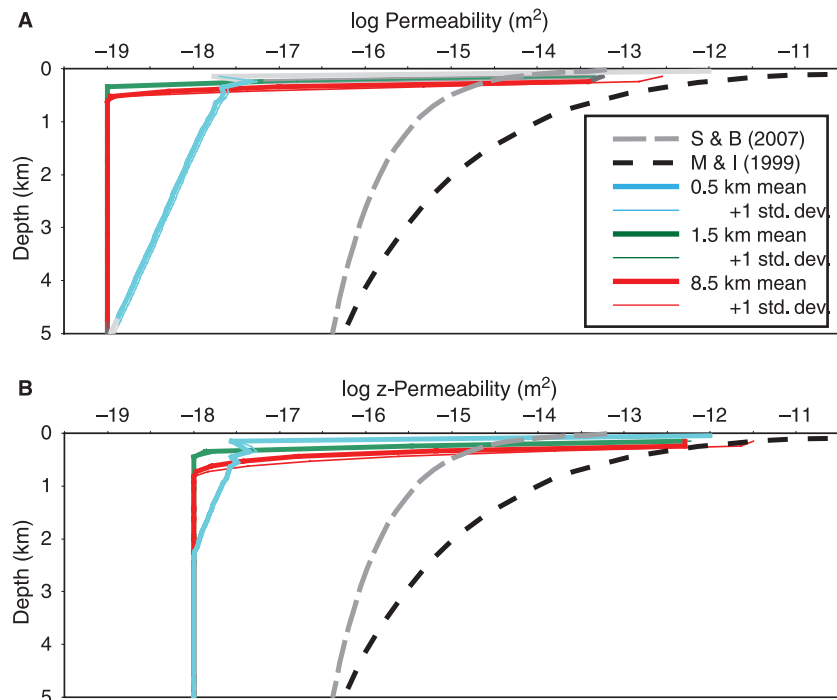 A
log Permeability (m²)
−19 −18 −17 −16 −15 −14 −13 −12 −11
0
1
2
3
4
5
Depth (km)
S & B (2007)
M & I (1999)
0.5 km mean
+1 std. dev.
1.5 km mean
+1 std. dev.
8.5 km mean
+1 std. dev.
B
log z-Permeability (m²)
−19 −18 −17 −16 −15 −14 −13 −12 −11
0
1
2
3
4
5
Depth (km)